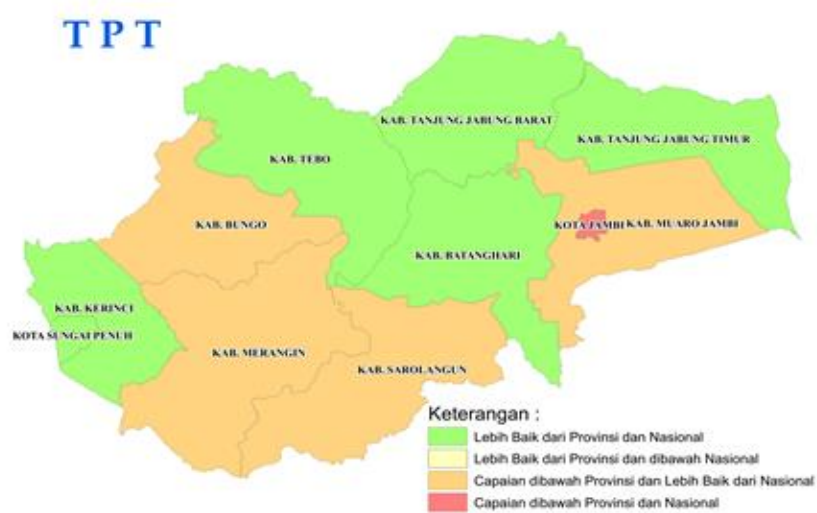 T P T
KAB. TANJUNG JABUNG BARAT
KAB. TANJUNG JABUNG TIMUR
KAB. TEBO
KAB. BUNGO
KOTA JAMBI
KAB. MUARO JAMBI
KAB. BATANGHARI
KAB. KERINCI
KOTA SUNGAI PENUH
KAB. MERANGIN
KAB. SAROLANGUN
Keterangan :
Lebih Baik dari Provinsi dan Nasional
Lebih Baik dari Provinsi dan dibawah Nasional
Capaian dibawah Provinsi dan Lebih Baik dari Nasional
Capaian dibawah Provinsi dan Nasional